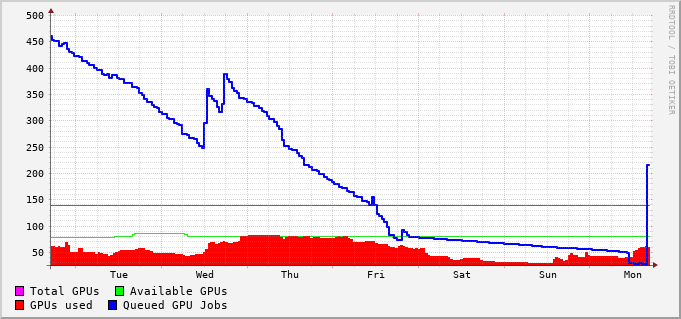 500
450
400
350
300
250
200
150
100
50
Tue Wed Thu Fri Sat Sun Mon
Total GPUs Available GPUs
GPUs used Queued GPU Jobs
RRDTOOL / TOBI OETIKER